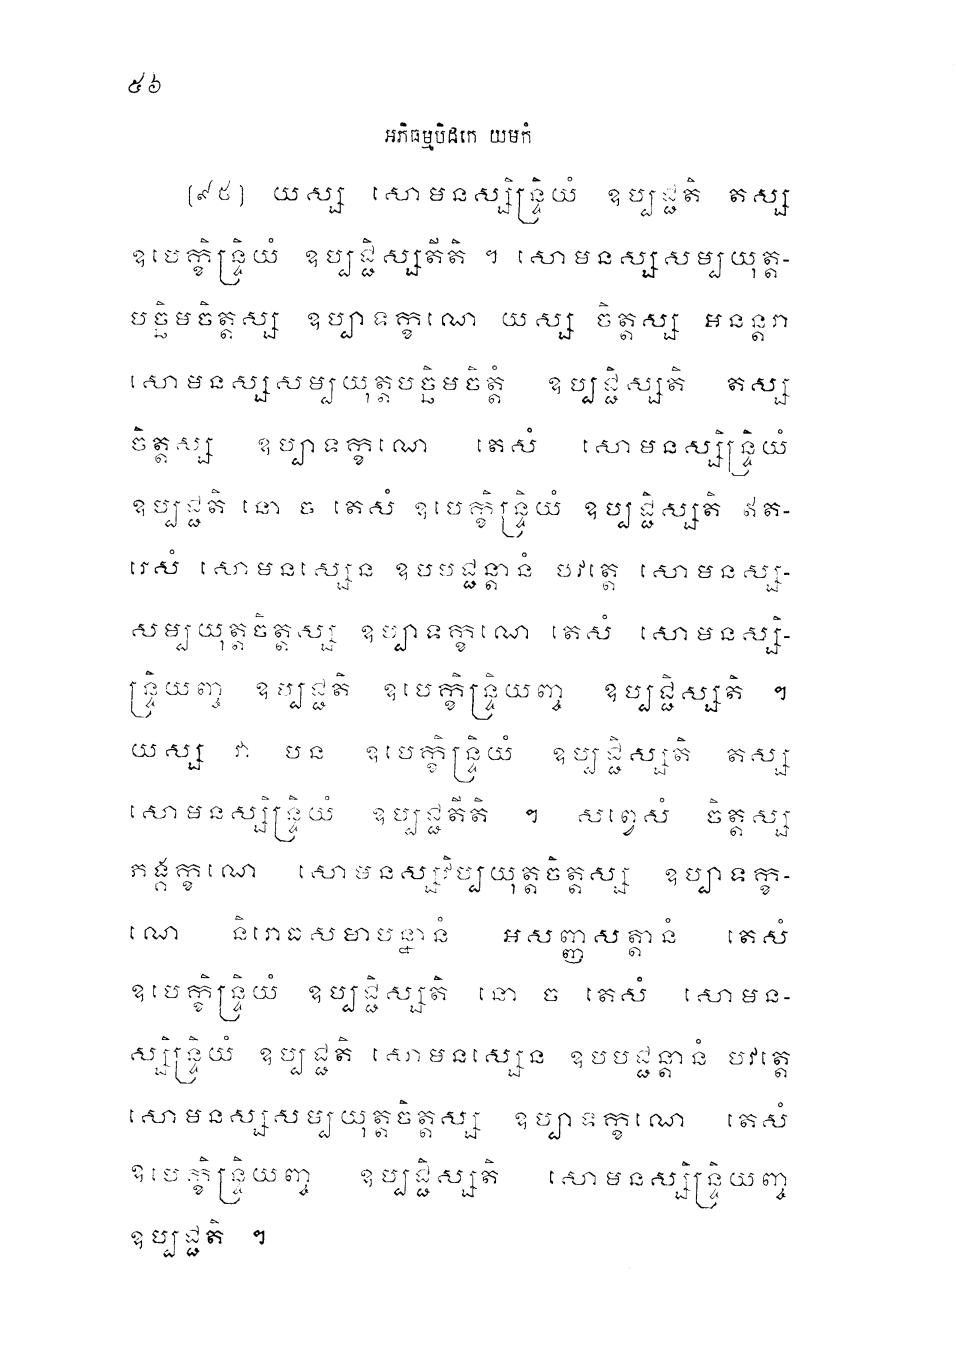 ៥៦
អភិធម្មបិដកេ យមកំ
[៩៥] យស្ស សោមនស្សិន្ទ្រិយំ ឧប្បជ្ជតិ តស្ស
ឧបេក្ខិន្ទ្រិយំ ឧប្បជ្ជិស្សតីតិ ។ សោមនស្សសម្បយុត្ត-
បច្ឆិមចិត្តស្ស ឧប្បាទក្ខណេ យស្ស ចិត្តស្ស អនន្តរា
សោមនស្សសម្បយុត្តបច្ឆិមចិត្តំ ឧប្បជ្ជិស្សតិ តស្ស
ចិត្តស្ស ឧប្បាទក្ខណេ តេសំ សោមនស្សិន្ទ្រិយំ
ឧប្បជ្ជតិ នោ ច តេសំ ឧបេក្ខិន្ទ្រិយំ ឧប្បជ្ជិស្សតិ ឥត-
រេសំ សោមនស្សេន ឧបបជ្ជន្តានំ បវត្តេ សោមនស្ស-
សម្បយុត្តចិត្តស្ស ឧប្បាទក្ខណេ តេសំ សោមនស្សិ-
ន្ទ្រិយញ្ច ឧប្បជ្ជតិ ឧបេក្ខិន្ទ្រិយញ្ច ឧប្បជ្ជិស្សតិ ។
យស្ស វា បន ឧបេក្ខិន្ទ្រិយំ ឧប្បជ្ជិស្សតិ តស្ស
សោមនស្សិន្ទ្រិយំ ឧប្បជ្ជតីតិ ។ សព្វេសំ ចិត្តស្ស
ភង្គក្ខណេ សោមនស្សវិប្បយុត្តចិត្តស្ស ឧប្បាទក្ខ-
ណេ និរោធសមាបន្នានំ អសញ្ញសត្តានំ តេសំ
ឧបេក្ខិន្ទ្រិយំ ឧប្បជ្ជិស្សតិ នោ ច តេសំ សោមន-
ស្សិន្ទ្រិយំ ឧប្បជ្ជតិ សោមនស្សេន ឧបបជ្ជន្តានំ បវត្តេ
សោមនស្សសម្បយុត្តចិត្តស្ស ឧប្បាទក្ខណេ តេសំ
ឧបេក្ខិន្ទ្រិយញ្ច ឧប្បជ្ជិស្សតិ សោមនស្សិន្ទ្រិយញ្ច
ឧប្បជ្ជតិ ។